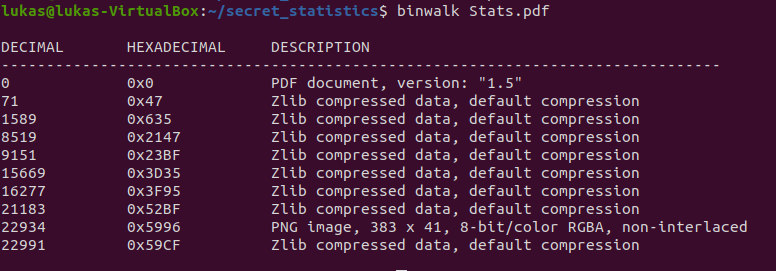 lukas@lukas-VirtualBox:~/secret_statistics$ binwalk Stats.pdf
DECIMAL HEXADECIMAL DESCRIPTION
--------------------------------------------------------------------------------
0 0x0 PDF document, version: "1.5"
71 0x47 Zlib compressed data, default compression
1589 0x635 Zlib compressed data, default compression
8519 0x2147 Zlib compressed data, default compression
9151 0x23BF Zlib compressed data, default compression
15669 0x3D35 Zlib compressed data, default compression
16277 0x3F95 Zlib compressed data, default compression
21183 0x52BF Zlib compressed data, default compression
22934 0x5996 PNG image, 383 x 41, 8-bit/color RGBA, non-interlaced
22991 0x59CF Zlib compressed data, default compression